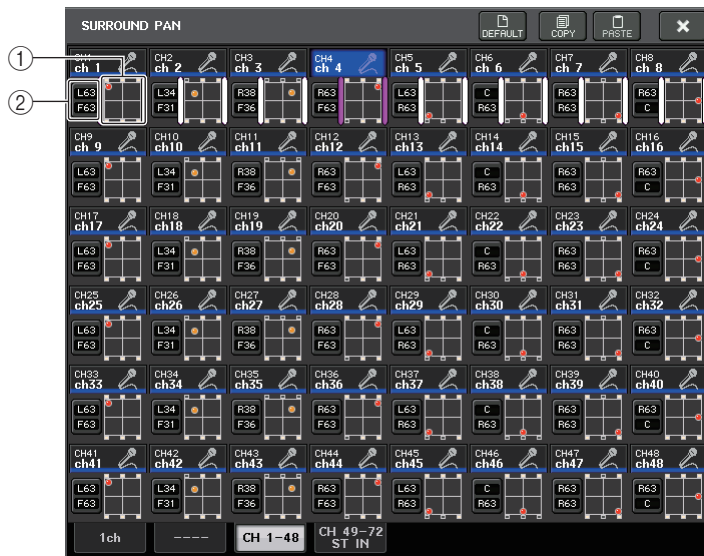 SURROUND PAN DEFAULT COPY PASTE
① ②
CH1 CH2 CH3 CH4 CH5 CH6 CH7 CH8
ch 1 ch 2 ch 3 ch 4 ch 5 ch 6 ch 7 ch 8
L63 L34 R38 R63 L63 C R63 R63
F63 F31 F36 F63 R63 R63 R63 C
CH9 CH10 CH11 CH12 CH13 CH14 CH15 CH16
ch 9 ch10 ch11 ch12 ch13 ch14 ch15 ch16
L63 L34 R38 R63 L63 C R63 R63
F63 F31 F36 F63 R63 R63 R63 C
CH17 CH18 CH19 CH20 CH21 CH22 CH23 CH24
ch17 ch18 ch19 ch20 ch21 ch22 ch23 ch24
L63 L34 R38 R63 L63 C R63 R63
F63 F31 F36 F63 R63 R63 R63 C
CH25 CH26 CH27 CH28 CH29 CH30 CH31 CH32
ch25 ch26 ch27 ch28 ch29 ch30 ch31 ch32
L63 L34 R38 R63 L63 C R63 R63
F63 F31 F36 F63 R63 R63 R63 C
CH33 CH34 CH35 CH36 CH37 CH38 CH39 CH40
ch33 ch34 ch35 ch36 ch37 ch38 ch39 ch40
L63 L34 R38 R63 L63 C R63 R63
F63 F31 F36 F63 R63 R63 R63 C
CH41 CH42 CH43 CH44 CH45 CH46 CH47 CH48
ch41 ch42 ch43 ch44 ch45 ch46 ch47 ch48
L63 L34 R38 R63 L63 C R63 R63
F63 F31 F36 F63 R63 R63 R63 C
1ch ---- CH 1-48 CH 49-72
ST IN